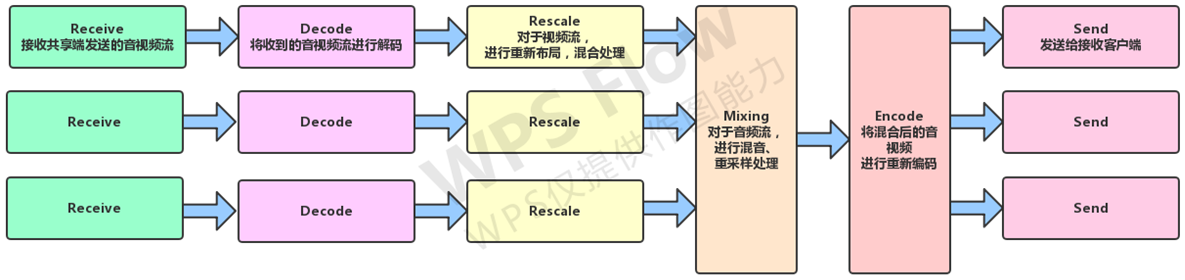 Receive
接收共享端发送的音视频流
Decode
将收到的音视频流进行解码
Rescale
对于视频流，
进行重新布局，混合处理
Send
发送给接收客户端
Mixing
对于音频流，
进行混音、
重采样处理
Encode
将混合后的音
视频
进行重新编码
Receive
Decode
Rescale
Send
Receive
Decode
Rescale
Send
WPS Flow
WPS仅提供作图能力